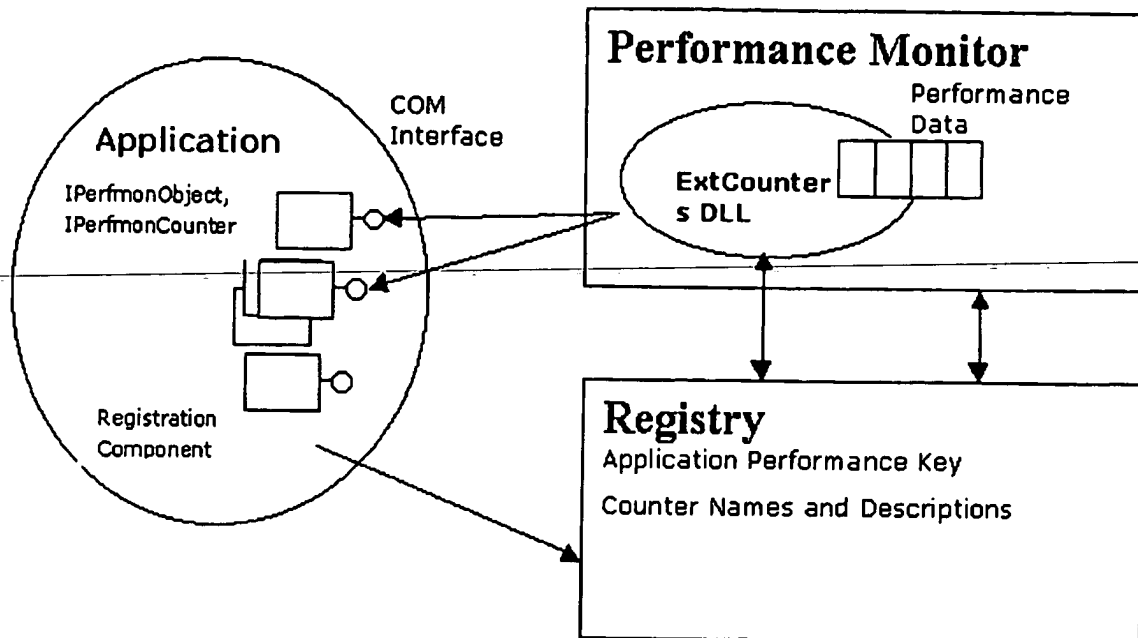 Performance Monitor
Performance
Data
ExtCounter
s DLL
COM
Interface
Application
IPerfmonObject,
IPerfmonCounter
Registration
Component
Registry
Application Performance Key
Counter Names and Descriptions